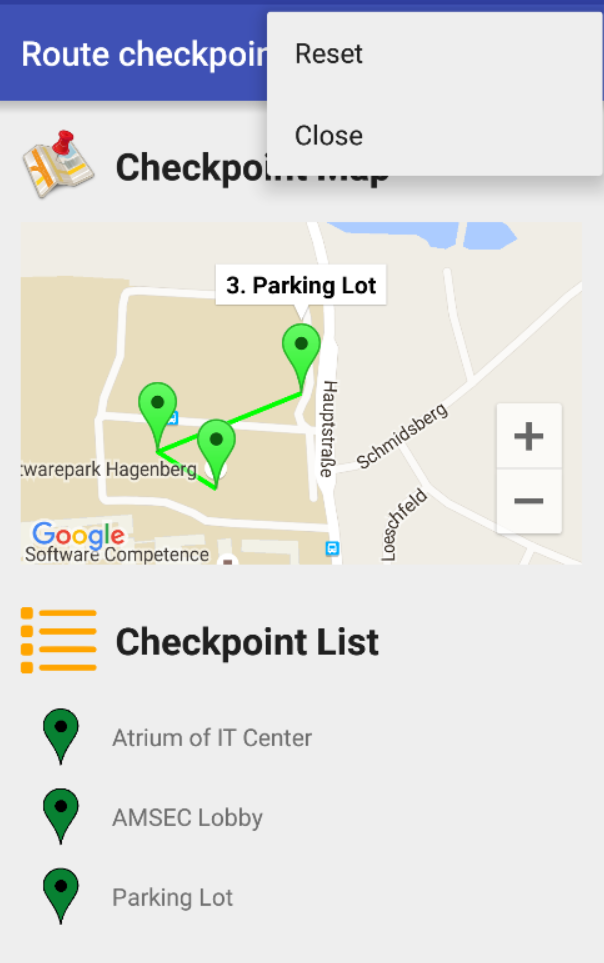 Route checkpoin
Reset
Close
Checkpoint Map
3. Parking Lot
Hauptstraße
Schmidsberg
twarepark Hagenberg
Loeschfeld
Google
Software Competence
Checkpoint List
Atrium of IT Center
AMSEC Lobby
Parking Lot